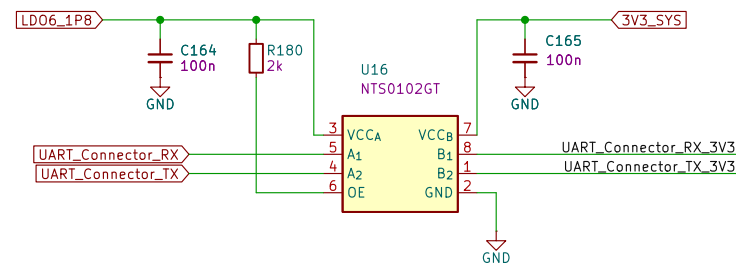 LDO6_1P8
3V3_SYS
C164
100n
GND
R180
2k
C165
100n
GND
U16
NTS0102GT
3 VCCA VCCB 7
UART_Connector_RX 5 A1 B1 8 UART_Connector_RX_3V3
UART_Connector_TX 4 A2 B2 1 UART_Connector_TX_3V3
6 OE GND 2
GND